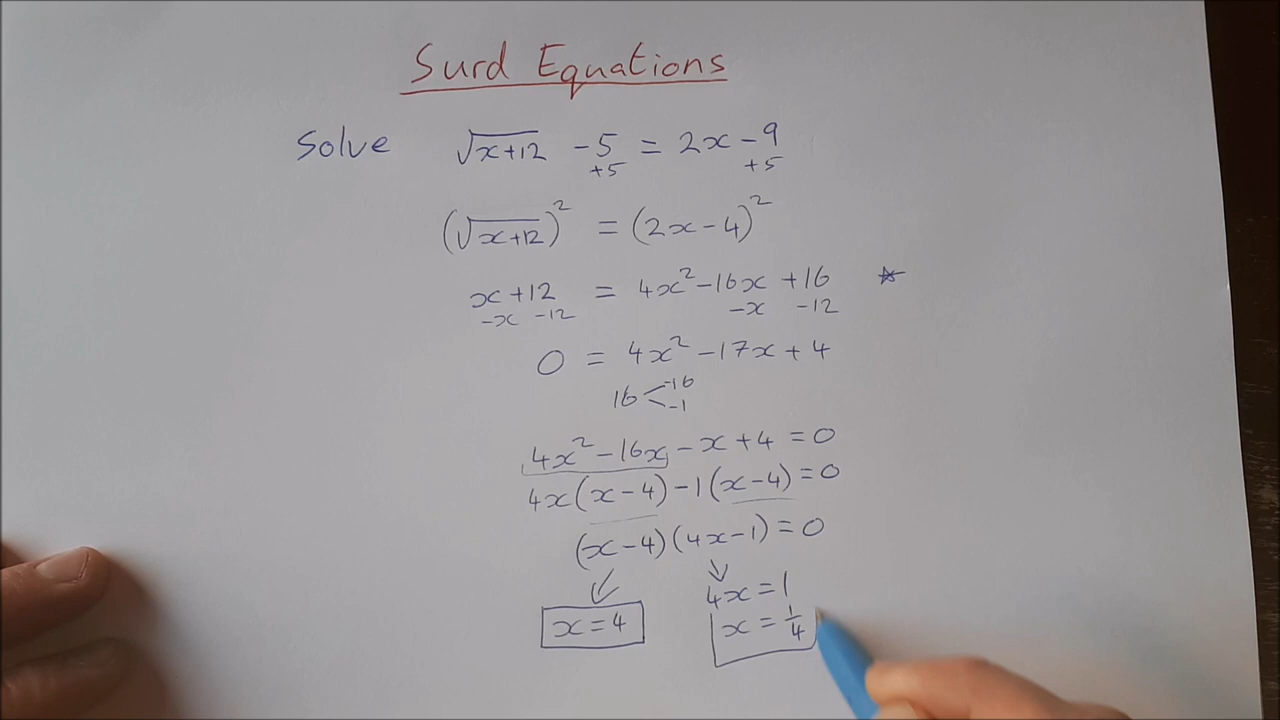 Surd Equations
Solve √(x+12) -5 = 2x-9
+5 +5
(√(x+12))² = (2x-4)²
x+12 = 4x²-16x +16 *
-x -12 -x -12
0 = 4x²-17x+4
16 < -16
-1
4x²-16x-x+4=0
4x(x-4)-1(x-4)=0
(x-4)(4x-1)=0
↙ ↓
4x=1
x=4 x=1/4